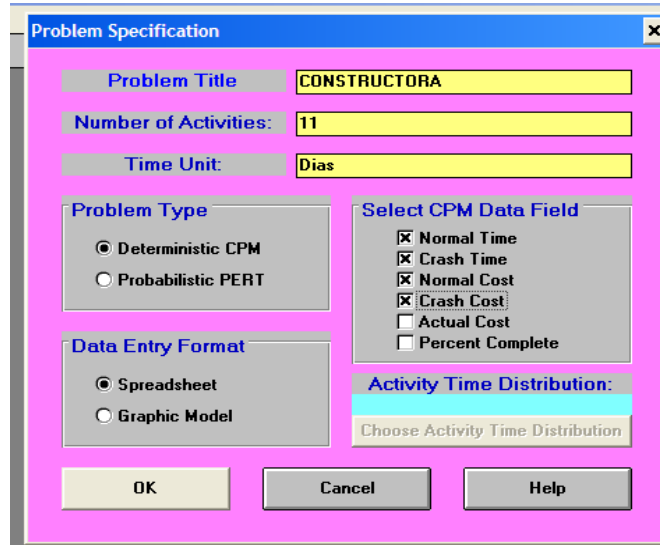 Problem Specification
Problem Title
CONSTRUCTORA
Number of Activities:
11
Time Unit:
Dias
Problem Type
Deterministic CPM
Probabilistic PERT
Select CPM Data Field
Normal Time
Crash Time
Normal Cost
Crash Cost
Actual Cost
Percent Complete
Data Entry Format
Spreadsheet
Graphic Model
Activity Time Distribution:
Choose Activity Time Distribution
OK
Cancel
Help